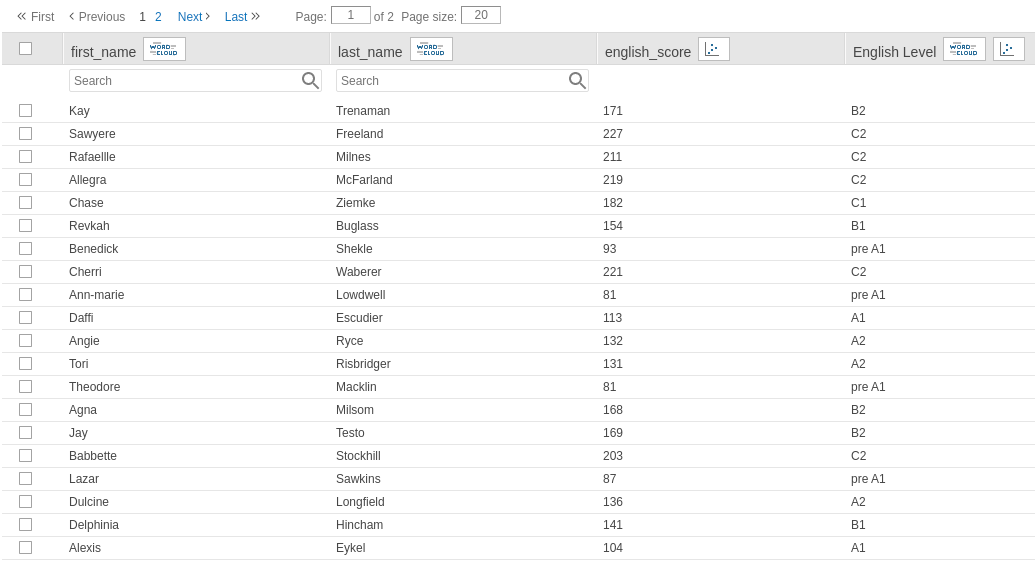 First Previous 1 2 Next Last Page: 1 of 2 Page size: 20
first_name WORD CLOUD last_name WORD CLOUD english_score English Level WORD CLOUD
Search Search
Kay Trenaman 171 B2
Sawyere Freeland 227 C2
Rafaellle Milnes 211 C2
Allegra McFarland 219 C2
Chase Ziemke 182 C1
Revkah Buglass 154 B1
Benedick Shekle 93 pre A1
Cherri Waberer 221 C2
Ann-marie Lowdwell 81 pre A1
Daffi Escudier 113 A1
Angie Ryce 132 A2
Tori Risbridger 131 A2
Theodore Macklin 81 pre A1
Agna Milsom 168 B2
Jay Testo 169 B2
Babbette Stockhill 203 C2
Lazar Sawkins 87 pre A1
Dulcine Longfield 136 A2
Delphinia Hincham 141 B1
Alexis Eykel 104 A1